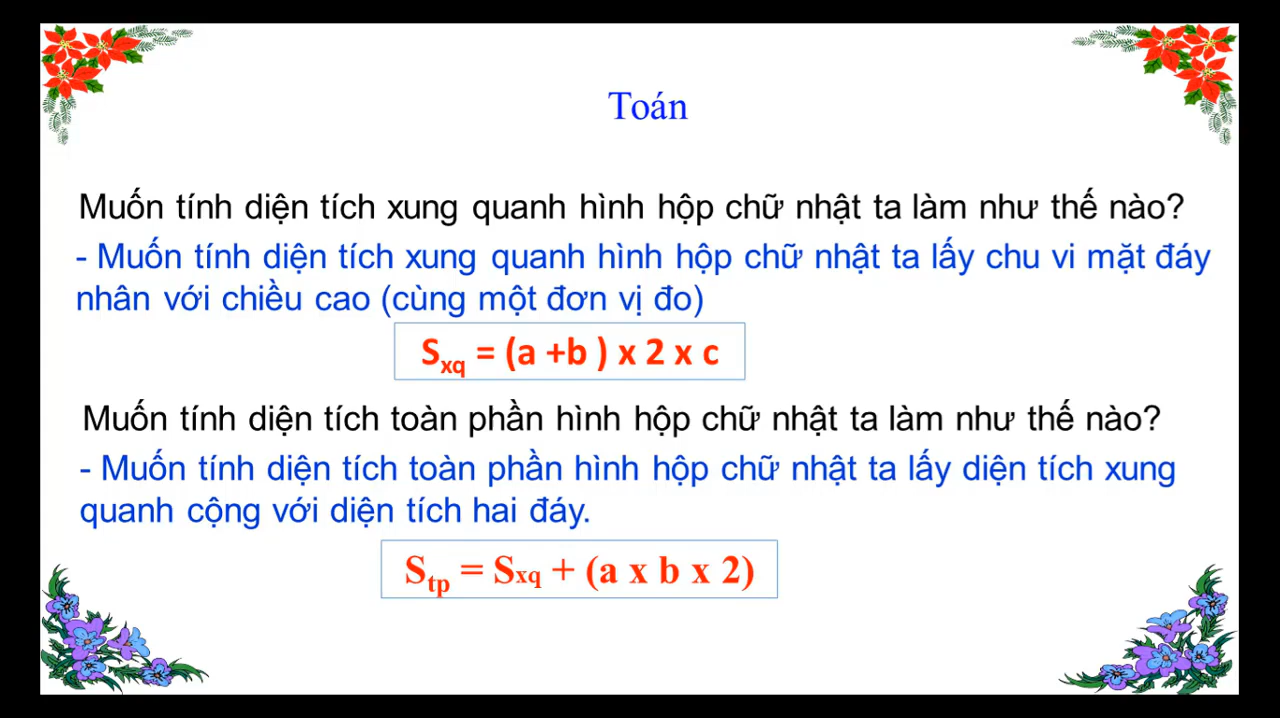 Toán
Muốn tính diện tích xung quanh hình hộp chữ nhật ta làm như thế nào?
- Muốn tính diện tích xung quanh hình hộp chữ nhật ta lấy chu vi mặt đáy
nhân với chiều cao (cùng một đơn vị đo)
Sxq = (a +b ) x 2 x c
Muốn tính diện tích toàn phần hình hộp chữ nhật ta làm như thế nào?
- Muốn tính diện tích toàn phần hình hộp chữ nhật ta lấy diện tích xung
quanh cộng với diện tích hai đáy.
Stp = Sxq + (a x b x 2)